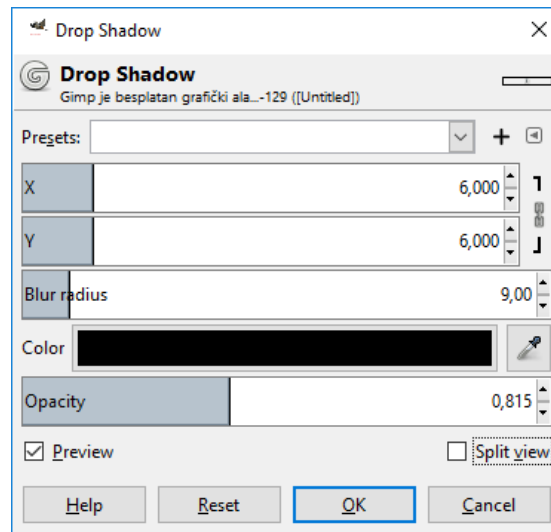 Drop Shadow
Drop Shadow
Gimp je besplatan grafički ala...-129 ([Untitled])
Presets:
X 6,000
Y 6,000
Blur radius 9,00
Color
Opacity 0,815
Preview Split view
Help Reset OK Cancel